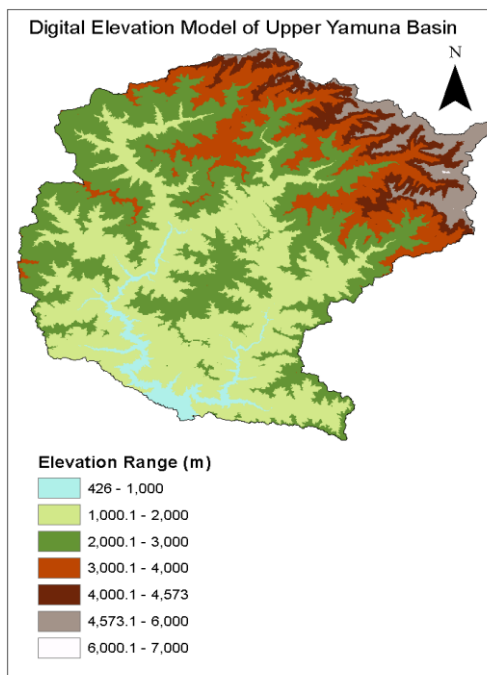 Digital Elevation Model of Upper Yamuna Basin
N
Elevation Range (m)
426 - 1,000
1,000.1 - 2,000
2,000.1 - 3,000
3,000.1 - 4,000
4,000.1 - 4,573
4,573.1 - 6,000
6,000.1 - 7,000